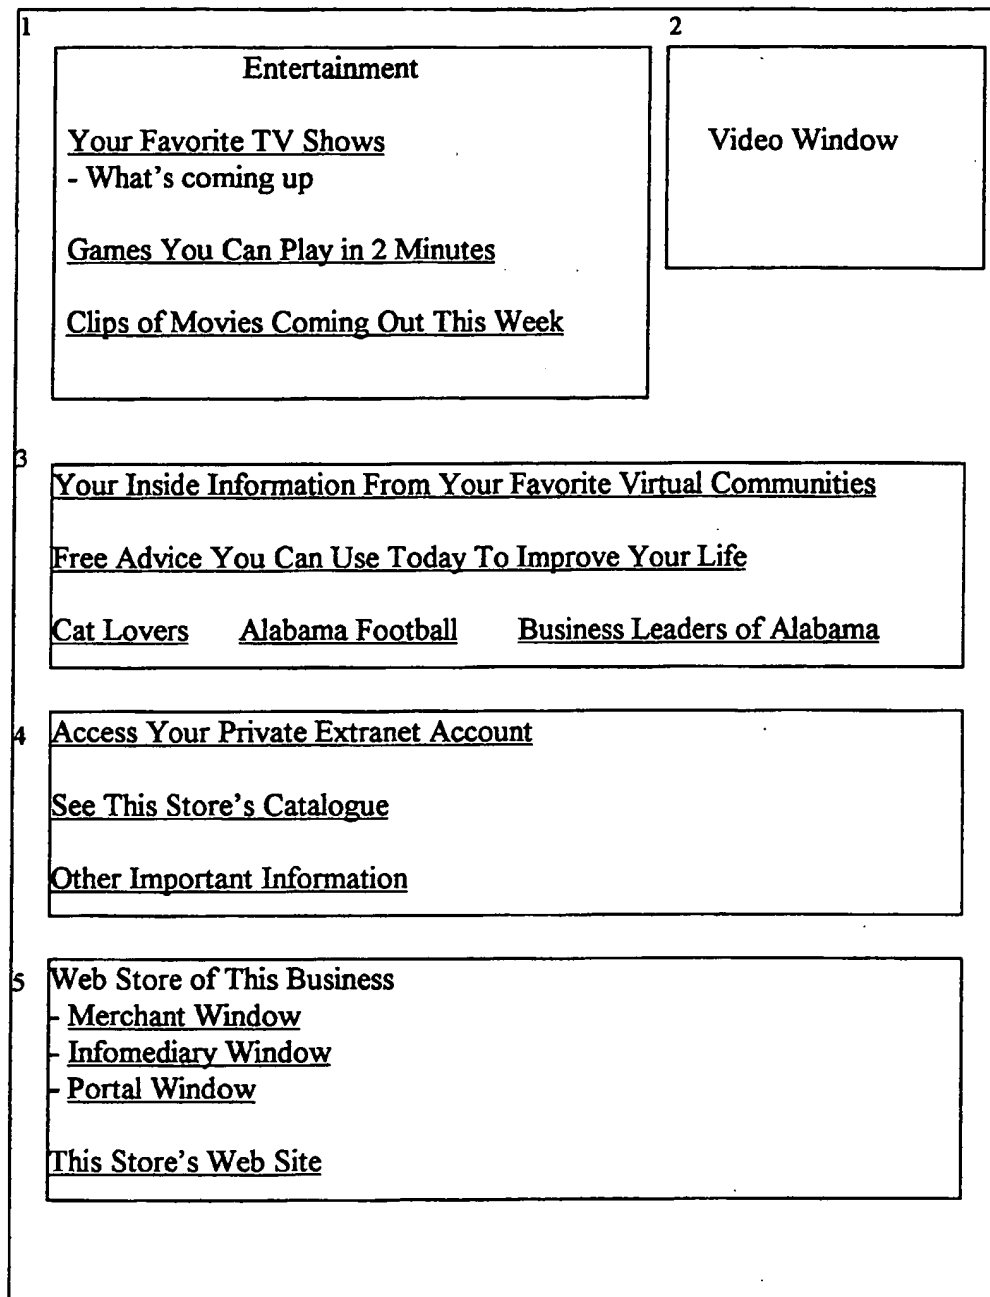 1
Entertainment
Your Favorite TV Shows
- What's coming up
Games You Can Play in 2 Minutes
Clips of Movies Coming Out This Week
2
Video Window
3
Your Inside Information From Your Favorite Virtual Communities
Free Advice You Can Use Today To Improve Your Life
Cat Lovers Alabama Football Business Leaders of Alabama
4
Access Your Private Extranet Account
See This Store's Catalogue
Other Important Information
5
Web Store of This Business
- Merchant Window
- Infomediary Window
- Portal Window
This Store's Web Site